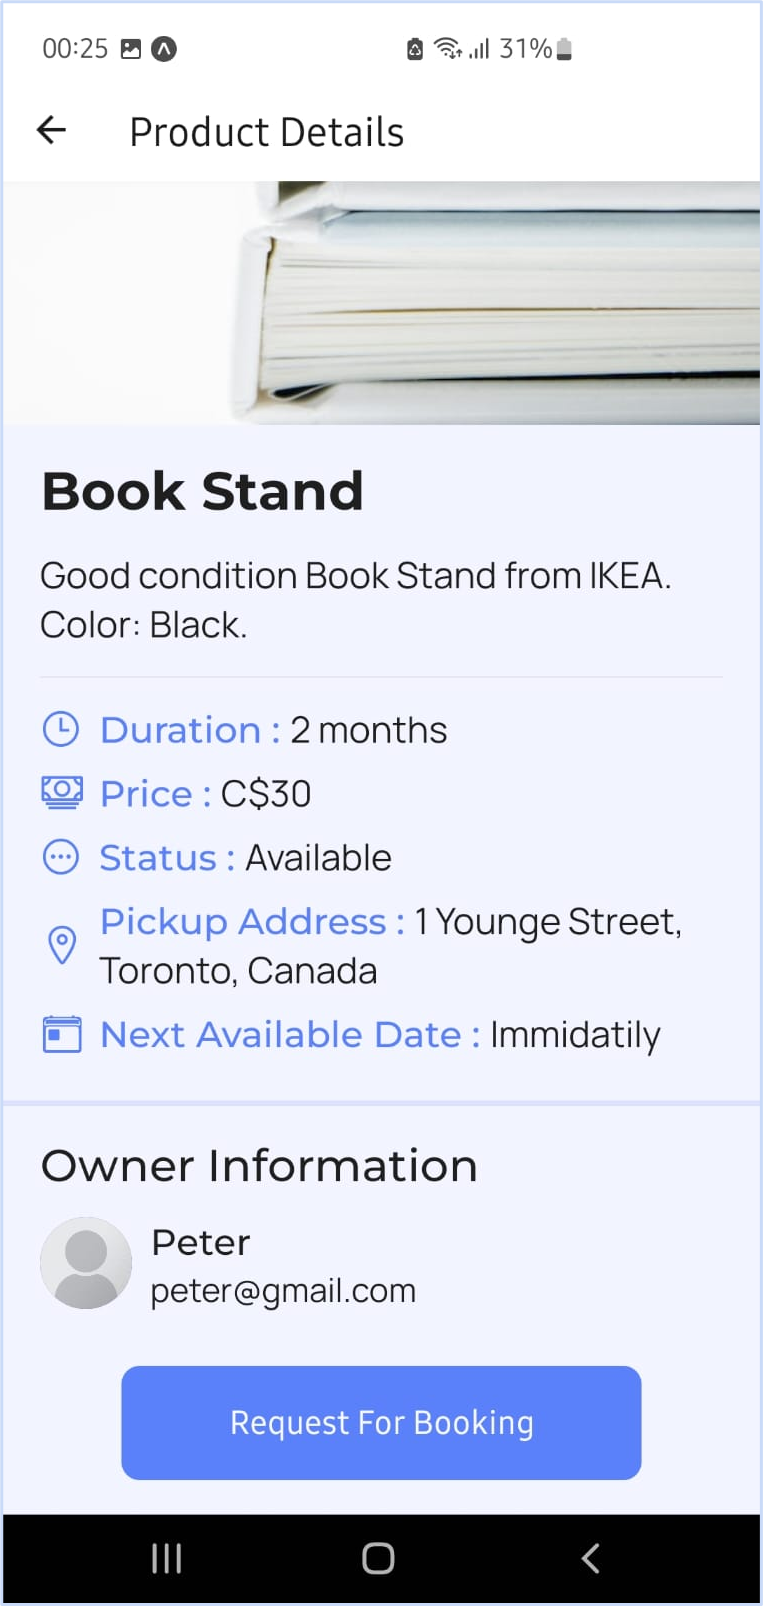 00:25 31%
Product Details
Book Stand
Good condition Book Stand from IKEA.
Color: Black.
Duration : 2 months
Price : C$30
Status : Available
Pickup Address : 1 Younge Street,
Toronto, Canada
Next Available Date : Immidatily
Owner Information
Peter
peter@gmail.com
Request For Booking